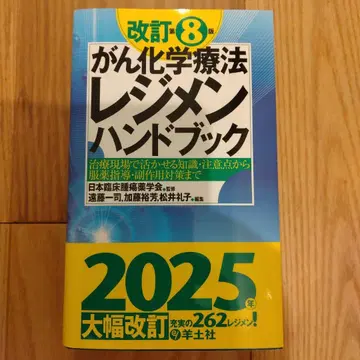 改訂第8版
がん化学療法
レジメン
ハンドブック
治療現場で活かせる知識・注意点から
服薬指導・副作用対策まで
日本臨床腫瘍薬学会●監修
遠藤一司、加藤裕芳、松井礼子●編集
2025年
大幅改訂 充実の262レジメン!
羊土社